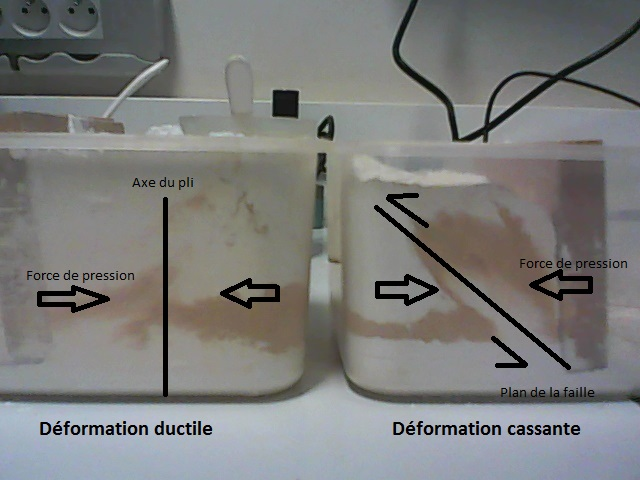 Axe du pli
Force de pression
Force de pression
Plan de la faille
Déformation ductile
Déformation cassante